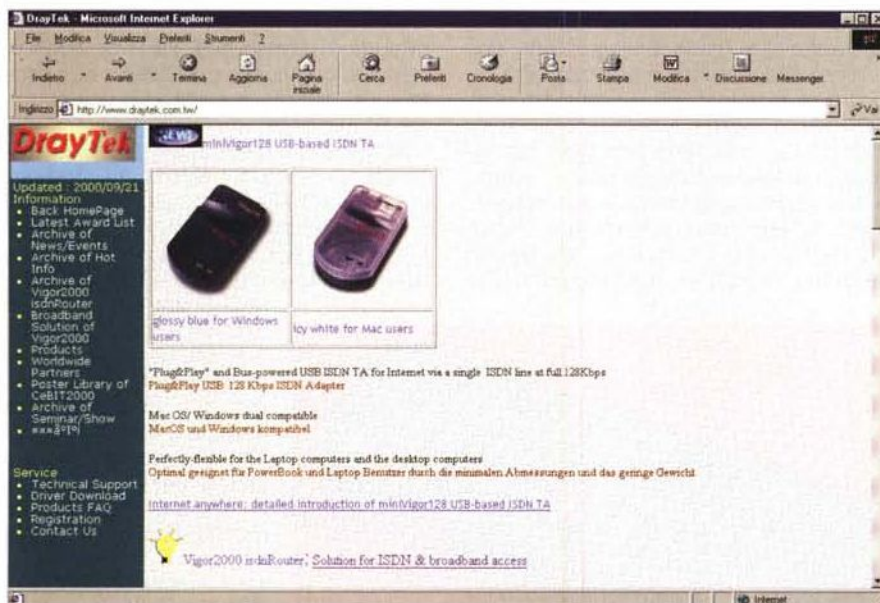 DrayTek - Microsoft Internet Explorer
File Modifica Visualizza Preferiti Strumenti ?
Indietro Avanti Termina Aggiorna Pagina iniziale Cerca Preferiti Cronologia Posta Stampa Modifica Discussione Messenger
Indirizzo http://www.draytek.com.tw/ Vai
DrayTek
Updated : 2000/09/21
Information
Back HomePage
Latest Award List
Archive of
News/Events
Archive of Hot
Info
Archive of
Vigor2000
isdnRouter
Broadband
Solution of
Vigor2000
Products
Worldwide
Partners
Poster Library of
CeBIT2000
Archive of
Seminar/Show
Service
Technical Support
Driver Download
Products FAQ
Registration
Contact Us
NEWS miniVigor128 USB-based ISDN TA
glossy blue for Windows
users
icy white for Mac users
"Plug&Play" and Bus-powered USB ISDN TA for Internet via a single ISDN line at full 128Kbps
Plug&Play USB 128 Kbps ISDN Adapter
Mac OS/ Windows dual compatible
MacOS und Windows kompatibel
Perfectly-flexible for the Laptop computers and the desktop computers
Optimal geeignet für PowerBook und Laptop Benutzer durch die minimalen Abmessungen und das geringe Gewicht
Internet anywhere: detailed introduction of miniVigor128 USB-based ISDN TA
Vigor2000 isdnRouter: Solution for ISDN & broadband access
Internet